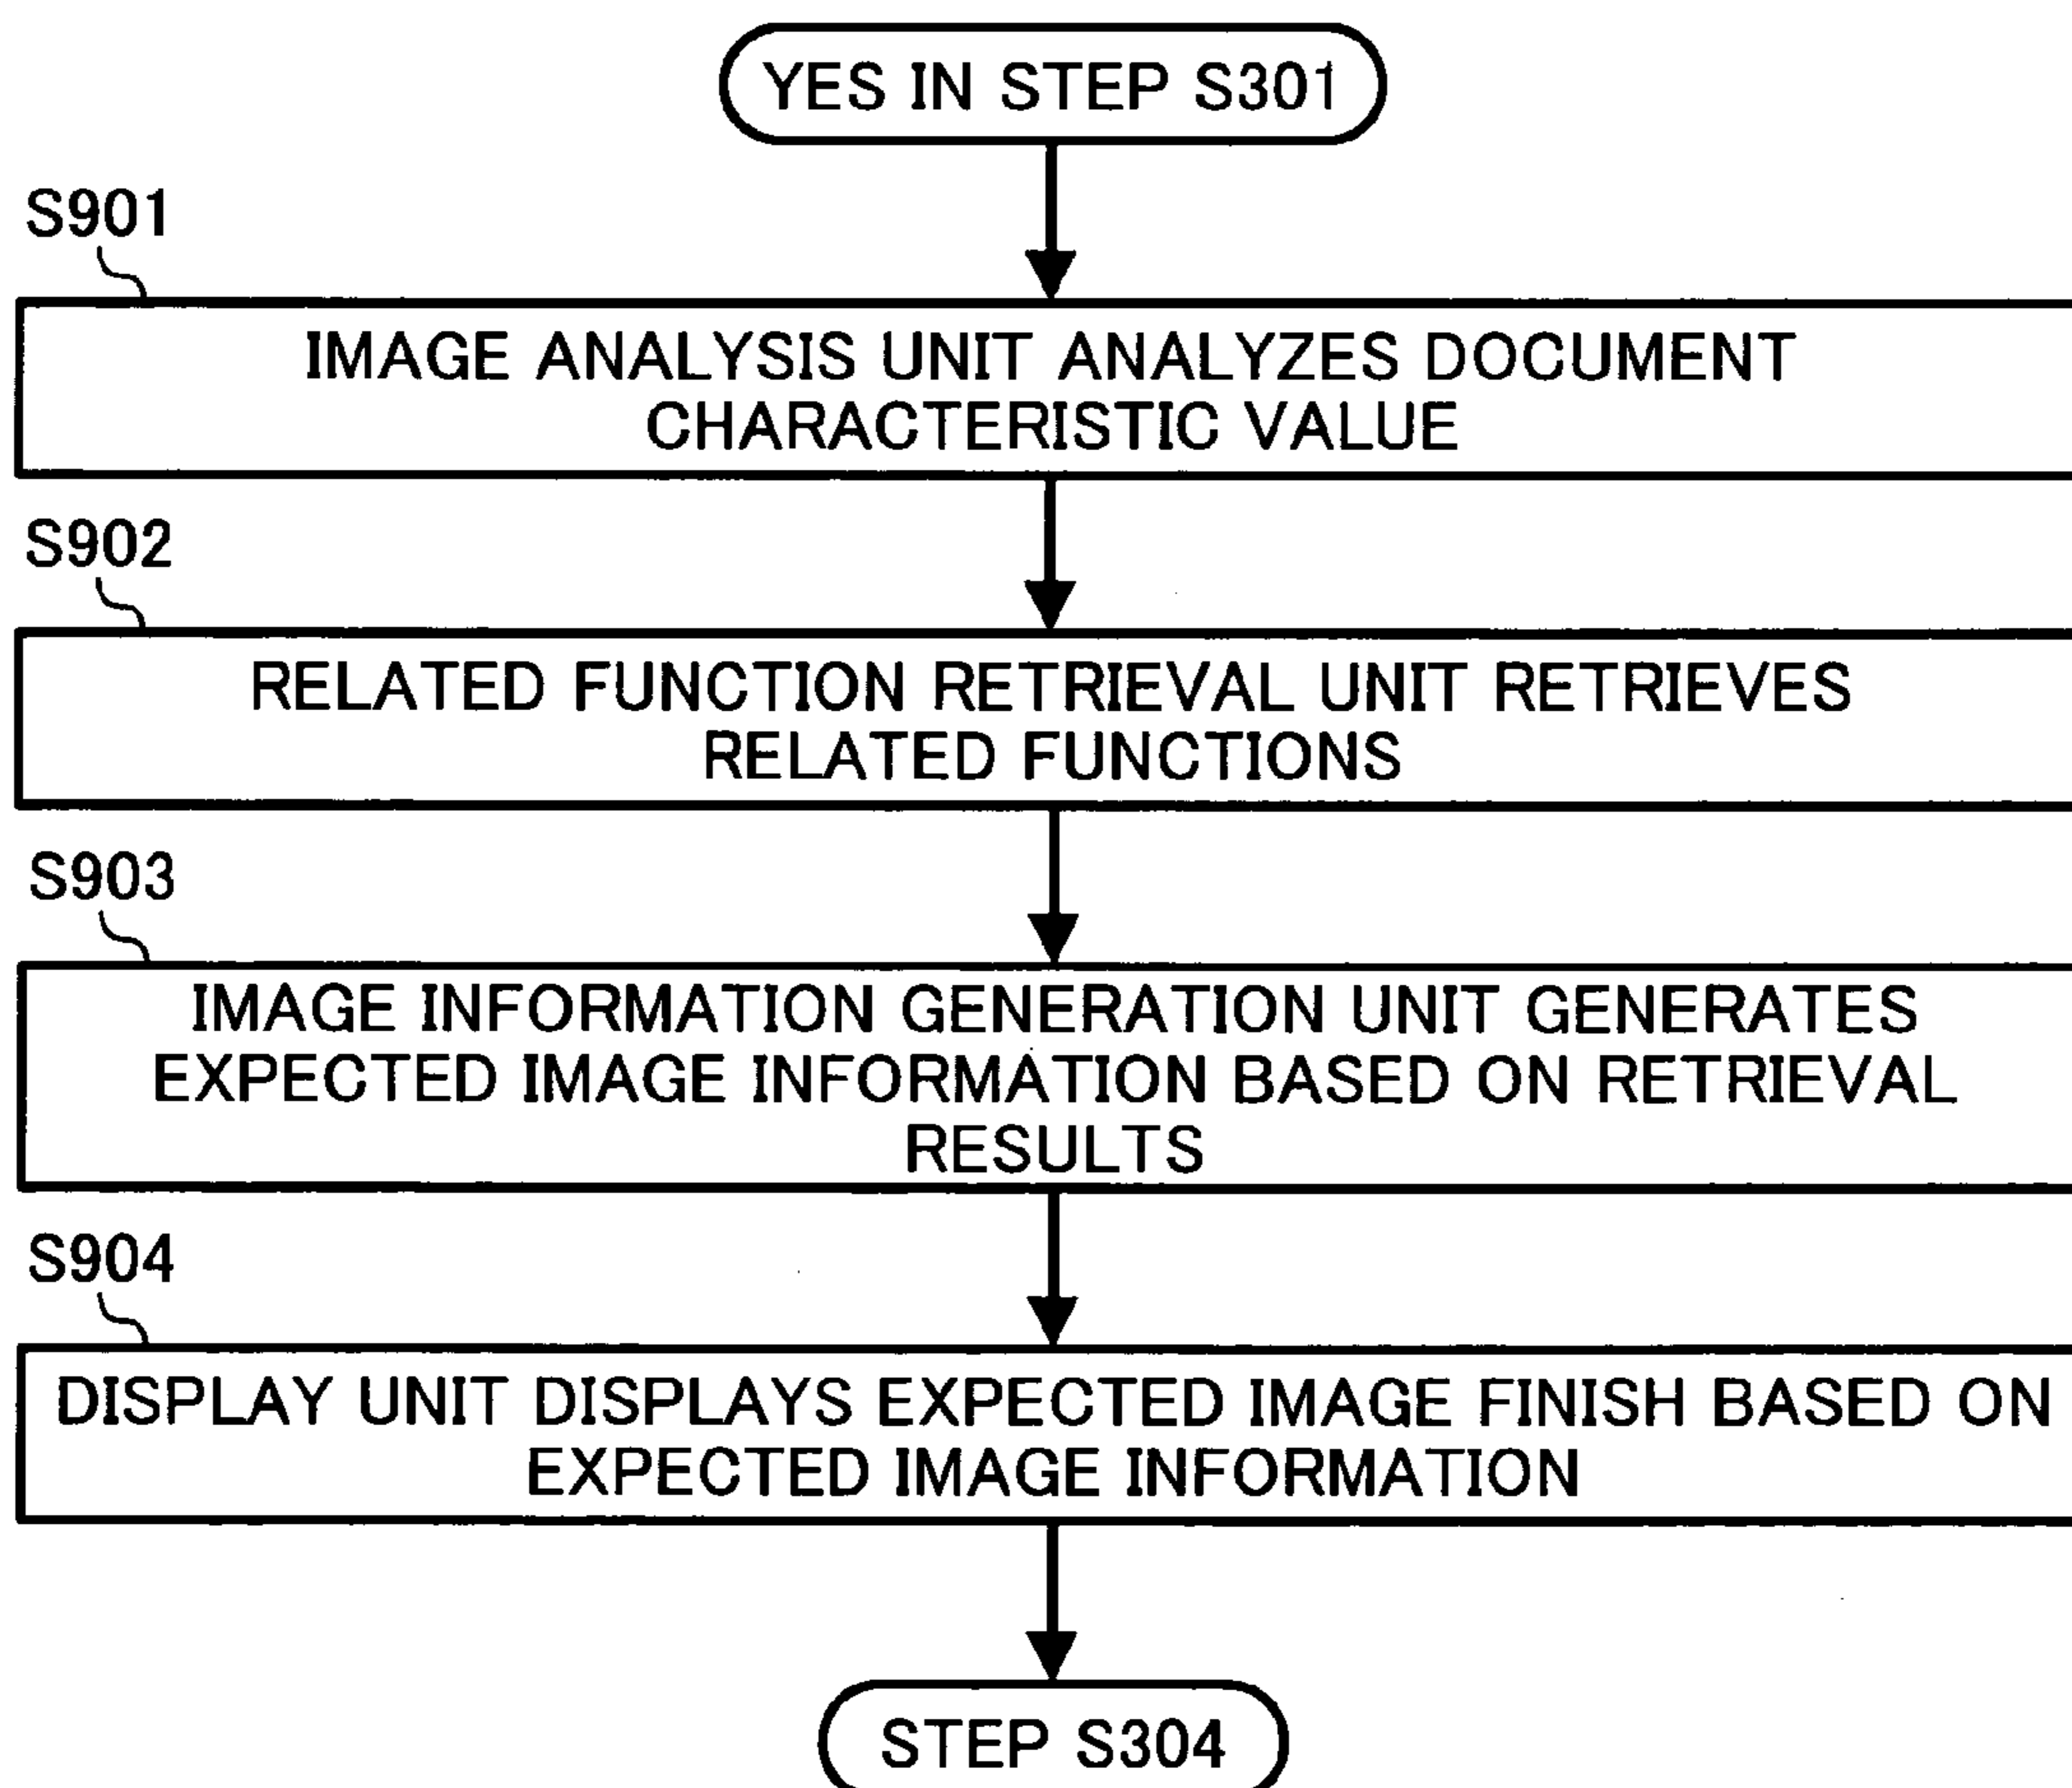 YES IN STEP S301
S901
IMAGE ANALYSIS UNIT ANALYZES DOCUMENT
CHARACTERISTIC VALUE
S902
RELATED FUNCTION RETRIEVAL UNIT RETRIEVES
RELATED FUNCTIONS
S903
IMAGE INFORMATION GENERATION UNIT GENERATES
EXPECTED IMAGE INFORMATION BASED ON RETRIEVAL
RESULTS
S904
DISPLAY UNIT DISPLAYS EXPECTED IMAGE FINISH BASED ON
EXPECTED IMAGE INFORMATION
STEP S304